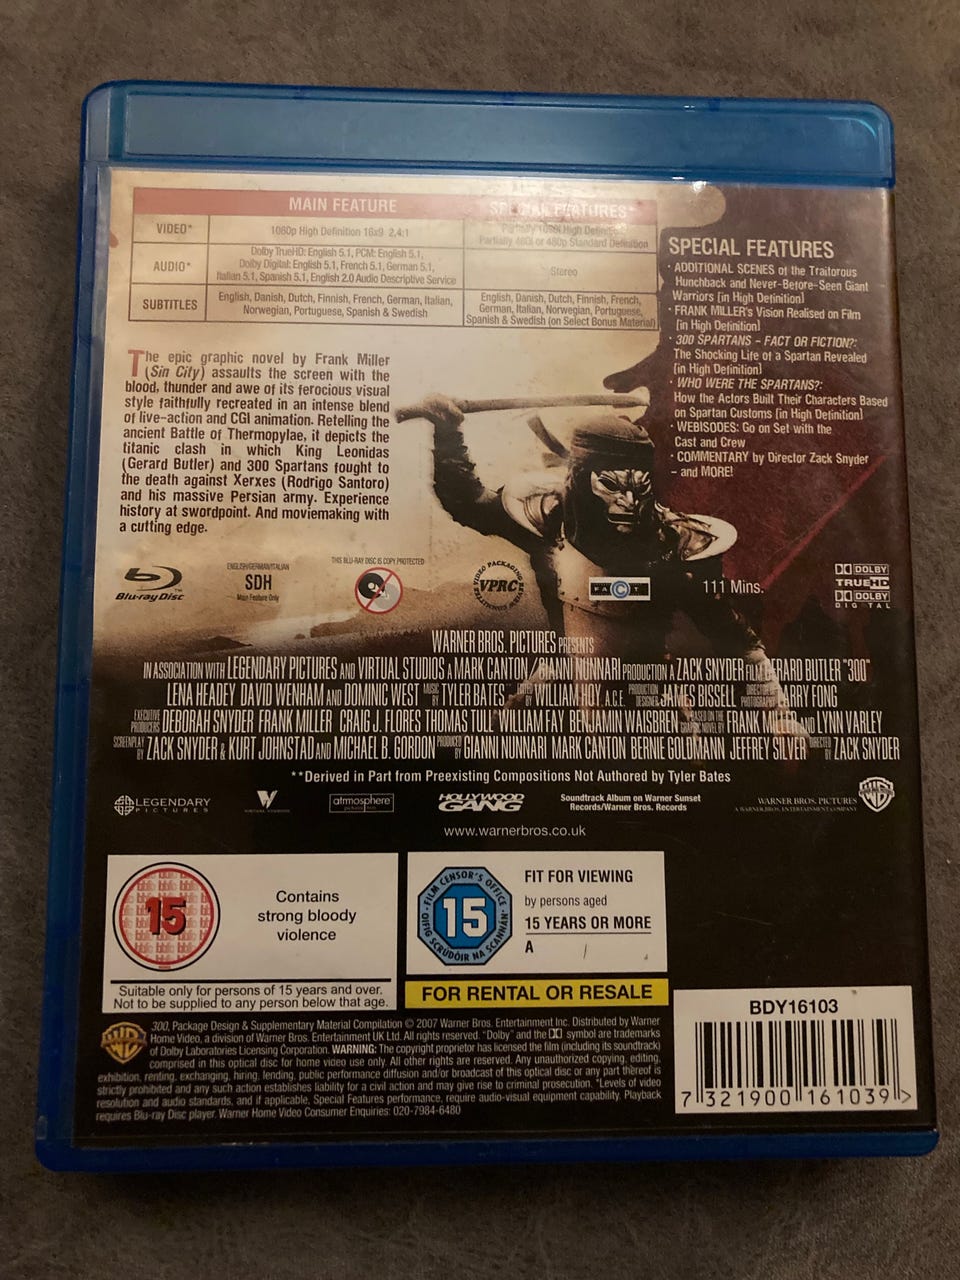 MAIN FEATURE
SPECIAL FEATURES*
VIDEO*
1080p High Definition 16x9 2,4:1
Partially 1080i High Definition
Partially 480i or 480p Standard Definition
AUDIO*
Dolby TrueHD: English 5.1, PCM: English 5.1,
Dolby Digital: English 5.1, French 5.1, German 5.1,
Italian 5.1, Spanish 5.1, English 2.0 Audio Descriptive Service
Stereo
SUBTITLES
English, Danish, Dutch, Finnish, French, German, Italian,
Norwegian, Portuguese, Spanish & Swedish
English, Danish, Dutch, Finnish, French,
German, Italian, Norwegian, Portuguese,
Spanish & Swedish (on Select Bonus Material)
SPECIAL FEATURES
· ADDITIONAL SCENES of the Traitorous
Hunchback and Never-Before-Seen Giant
Warriors [in High Definition]
· FRANK MILLER's Vision Realised on Film
[in High Definition]
· 300 SPARTANS – FACT OR FICTION?:
The Shocking Life of a Spartan Revealed
[in High Definition]
· WHO WERE THE SPARTANS?:
How the Actors Built Their Characters Based
on Spartan Customs [in High Definition]
· WEBISODES: Go on Set with the
Cast and Crew
· COMMENTARY by Director Zack Snyder
– and MORE!
The epic graphic novel by Frank Miller
(Sin City) assaults the screen with the
blood, thunder and awe of its ferocious visual
style faithfully recreated in an intense blend
of live-action and CGI animation. Retelling the
ancient Battle of Thermopylae, it depicts the
titanic clash in which King Leonidas
(Gerard Butler) and 300 Spartans fought to
the death against Xerxes (Rodrigo Santoro)
and his massive Persian army. Experience
history at swordpoint. And moviemaking with
a cutting edge.
Blu-ray Disc™
ENGLISH/GERMAN/ITALIAN
SDH
Main Feature Only
THIS BLU-RAY DISC IS COPY PROTECTED
VIDEO PACKAGING REVIEW COMMITTEE
VPRC
FACT
111 Mins.
DOLBY
TRUEHD
DOLBY
DIGITAL
WARNER BROS. PICTURES PRESENTS
IN ASSOCIATION WITH LEGENDARY PICTURES AND VIRTUAL STUDIOS A MARK CANTON/GIANNI NUNNARI PRODUCTION A ZACK SNYDER FILM GERARD BUTLER "300"
LENA HEADEY DAVID WENHAM AND DOMINIC WEST MUSIC BY TYLER BATES** EDITED BY WILLIAM HOY, A.C.E. PRODUCTION DESIGNER JAMES BISSELL DIRECTOR OF PHOTOGRAPHY LARRY FONG
EXECUTIVE PRODUCERS DEBORAH SNYDER FRANK MILLER CRAIG J. FLORES THOMAS TULL WILLIAM FAY BENJAMIN WAISBREN BASED ON THE GRAPHIC NOVEL BY FRANK MILLER AND LYNN VARLEY
SCREENPLAY BY ZACK SNYDER & KURT JOHNSTAD AND MICHAEL B. GORDON PRODUCED BY GIANNI NUNNARI MARK CANTON BERNIE GOLDMANN JEFFREY SILVER DIRECTED BY ZACK SNYDER
**Derived in Part from Preexisting Compositions Not Authored by Tyler Bates
LEGENDARY
PICTURES
VIRTUAL STUDIOS
atmosphere
pictures
HOLLYWOOD
GANG
Soundtrack Album on Warner Sunset
Records/Warner Bros. Records
WARNER BROS. PICTURES
A WARNER BROS. ENTERTAINMENT COMPANY
WB
www.warnerbros.co.uk
bbfc
15
Contains
strong bloody
violence
Suitable only for persons of 15 years and over.
Not to be supplied to any person below that age.
· FILM CENSOR'S OFFICE ·
OIFIG SCRÚDÓIR NA SCANNÁN
15
FIT FOR VIEWING
by persons aged
15 YEARS OR MORE
A
FOR RENTAL OR RESALE
WB
300, Package Design & Supplementary Material Compilation © 2007 Warner Bros. Entertainment Inc. Distributed by Warner
Home Video, a division of Warner Bros. Entertainment UK Ltd. All rights reserved. "Dolby" and the DD symbol are trademarks
of Dolby Laboratories Licensing Corporation. WARNING: The copyright proprietor has licensed the film (including its soundtrack)
comprised in this optical disc for home video use only. All other rights are reserved. Any unauthorized copying, editing,
exhibition, renting, exchanging, hiring, lending, public performance diffusion and/or broadcast of this optical disc or any part thereof is
strictly prohibited and any such action establishes liability for a civil action and may give rise to criminal prosecution. *Levels of video
resolution and audio standards, and if applicable, Special Features performance, require audio-visual equipment capability. Playback
requires Blu-ray Disc player. Warner Home Video Consumer Enquiries: 020-7984-6480
BDY16103
7 321900 161039 >